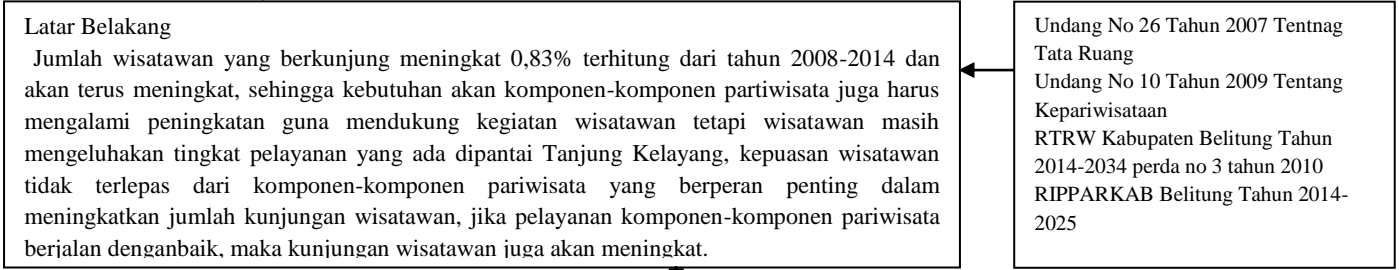 Latar Belakang
Jumlah wisatawan yang berkunjung meningkat 0,83% terhitung dari tahun 2008-2014 dan
akan terus meningkat, sehingga kebutuhan akan komponen-komponen partiwisata juga harus
mengalami peningkatan guna mendukung kegiatan wisatawan tetapi wisatawan masih
mengeluhakan tingkat pelayanan yang ada dipantai Tanjung Kelayang, kepuasan wisatawan
tidak terlepas dari komponen-komponen pariwisata yang berperan penting dalam
meningkatkan jumlah kunjungan wisatawan, jika pelayanan komponen-komponen pariwisata
berjalan denganbaik, maka kunjungan wisatawan juga akan meningkat.
Undang No 26 Tahun 2007 Tentnag
Tata Ruang
Undang No 10 Tahun 2009 Tentang
Kepariwisataan
RTRW Kabupaten Belitung Tahun
2014-2034 perda no 3 tahun 2010
RIPPARKAB Belitung Tahun 2014-
2025